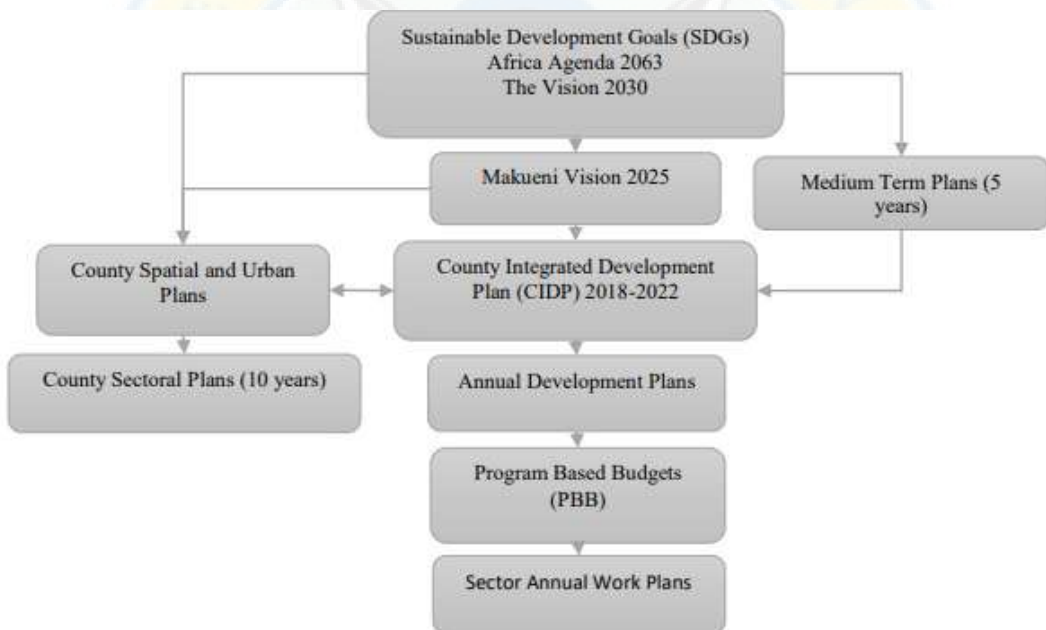 Sustainable Development Goals (SDGs)
Africa Agenda 2063
The Vision 2030
Makueni Vision 2025
Medium Term Plans (5
years)
County Spatial and Urban
Plans
County Integrated Development
Plan (CIDP) 2018-2022
County Sectoral Plans (10 years)
Annual Development Plans
Program Based Budgets
(PBB)
Sector Annual Work Plans